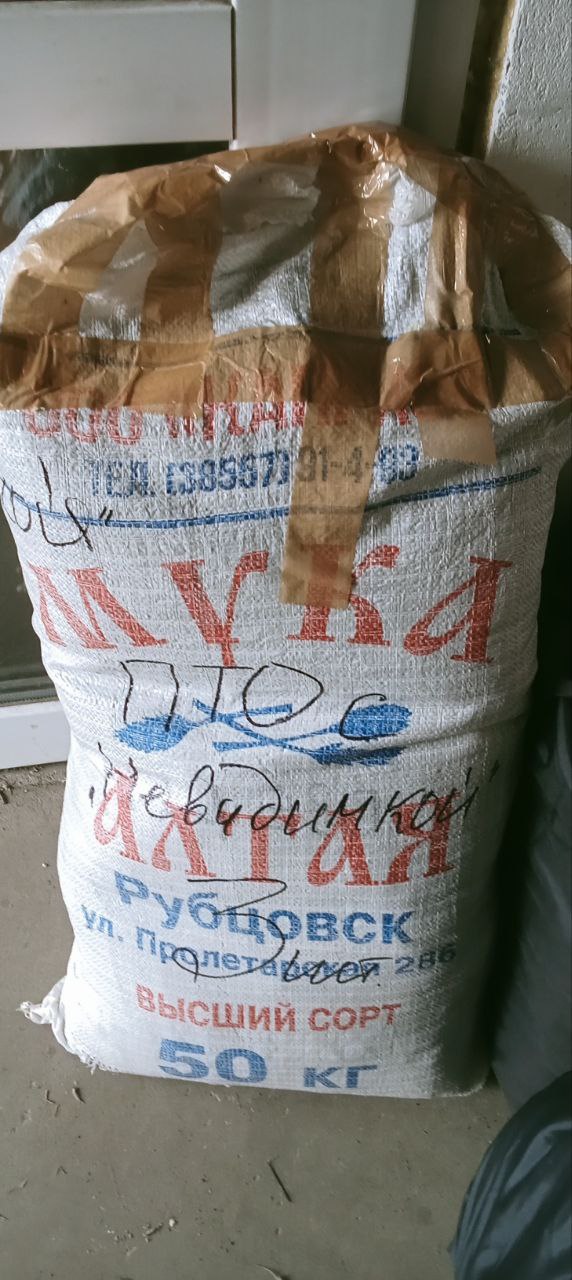 ООО
ТЕЛ. (38557) 91-4-83
МУКА
ПТО с
"Невидимкой"
АЛТАЯ
Рубцовск
ул. Пролетарская 286
3 шт.
ВЫСШИЙ СОРТ
50 кг